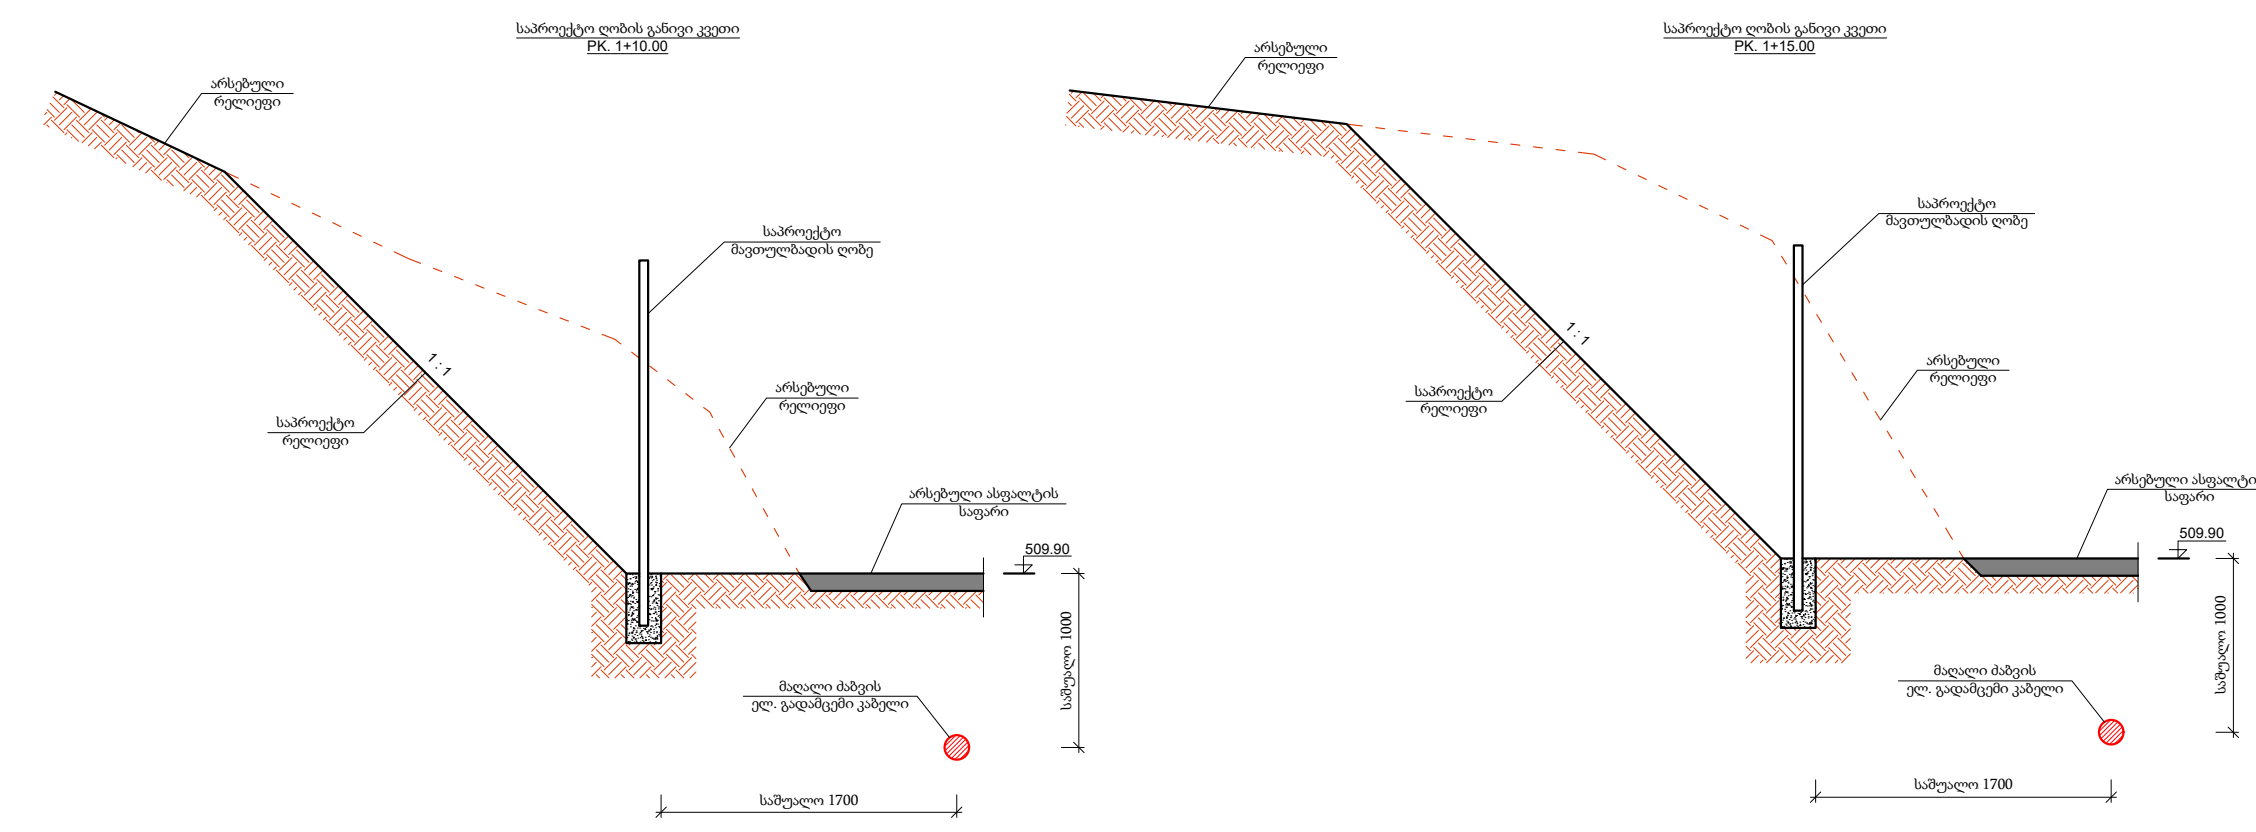 საპროექტო ღობის განივი კვეთი
PK. 1+10.00
არსებული
რელიეფი
საპროექტო
მავთულბადის ღობე
1:1
არსებული
რელიეფი
საპროექტო
რელიეფი
არსებული ასფალტის
საფარი
509.90
საშუალო 1000
მაღალი ძაბვის
ელ. გადამცემი კაბელი
საშუალო 1700
საპროექტო ღობის განივი კვეთი
PK. 1+15.00
არსებული
რელიეფი
საპროექტო
მავთულბადის ღობე
1:1
არსებული
რელიეფი
საპროექტო
რელიეფი
არსებული ასფალტი
საფარი
509.90
საშუალო 1000
მაღალი ძაბვის
ელ. გადამცემი კაბელი
საშუალო 1700